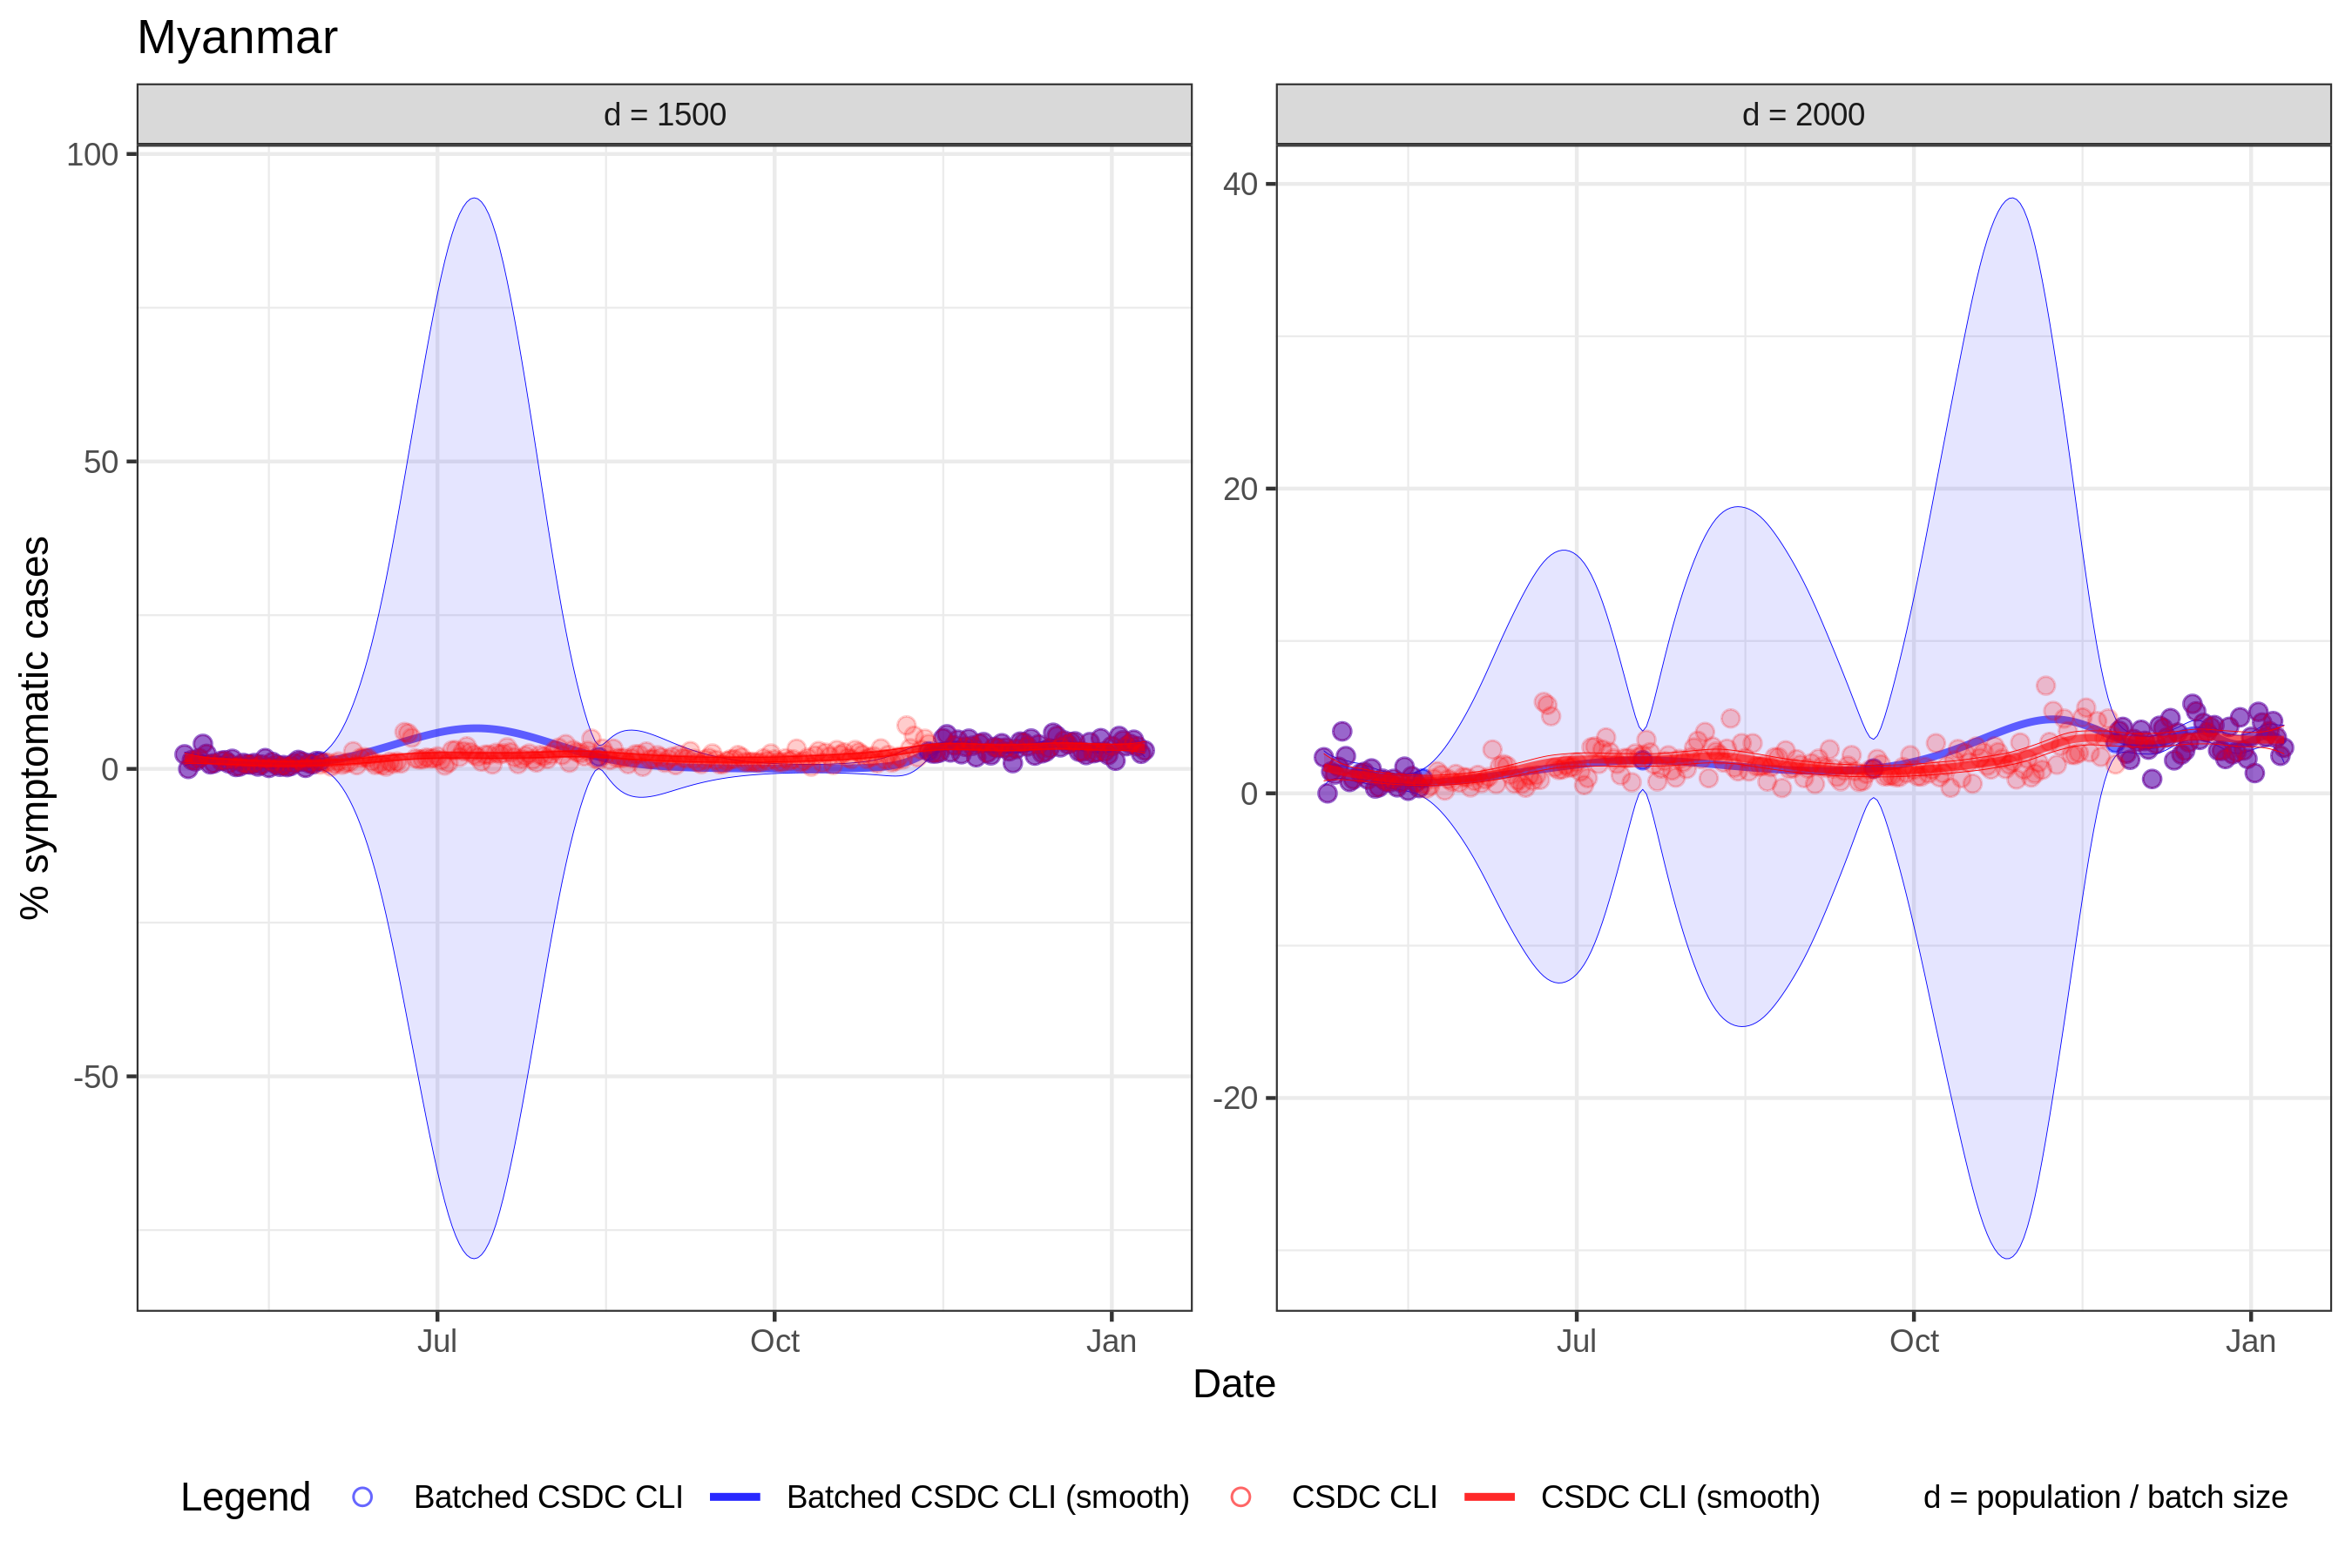 Myanmar
d = 1500
d = 2000
% symptomatic cases
100
50
0
-50
40
20
0
-20
Jul
Oct
Jan
Jul
Oct
Jan
Date
Legend Batched CSDC CLI Batched CSDC CLI (smooth) CSDC CLI CSDC CLI (smooth) d = population / batch size